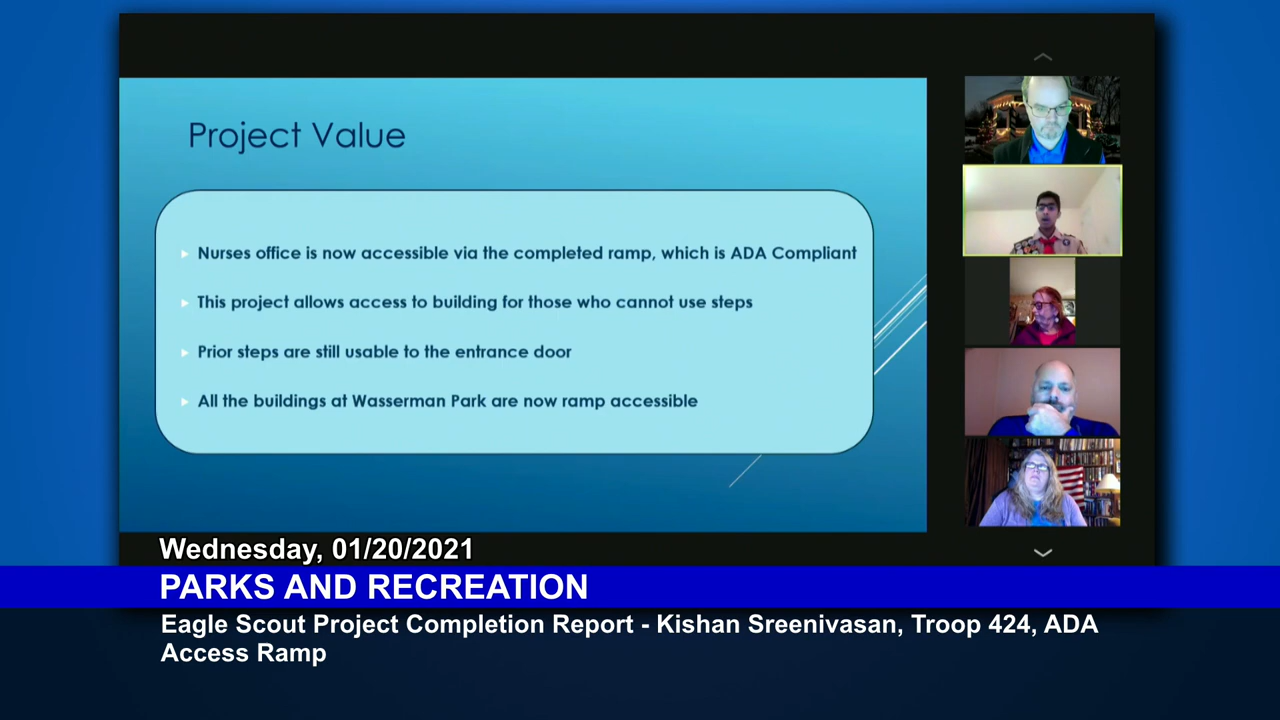 Project Value
Nurses office is now accessible via the completed ramp, which is ADA Compliant
This project allows access to building for those who cannot use steps
Prior steps are still usable to the entrance door
All the buildings at Wasserman Park are now ramp accessible
Wednesday, 01/20/2021
PARKS AND RECREATION
Eagle Scout Project Completion Report - Kishan Sreenivasan, Troop 424, ADA
Access Ramp